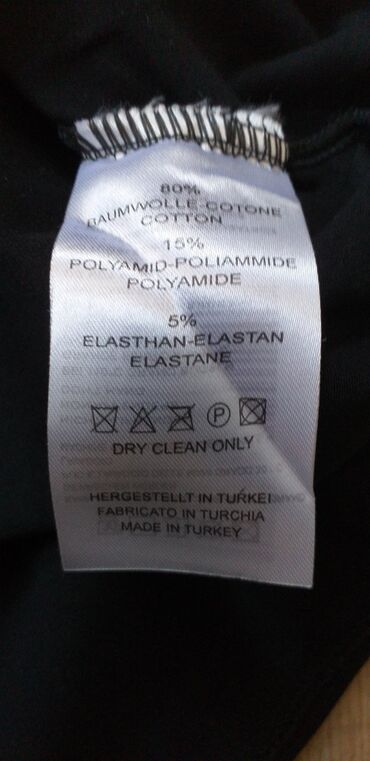 80%
BAUMWOLLE-COTONE
COTTON
15%
POLYAMID-POLIAMMIDE
POLYAMIDE
5%
ELASTHAN-ELASTAN
ELASTANE
P
DRY CLEAN ONLY
HERGESTELLT IN TURKEI
FABRICATO IN TURCHIA
MADE IN TURKEY